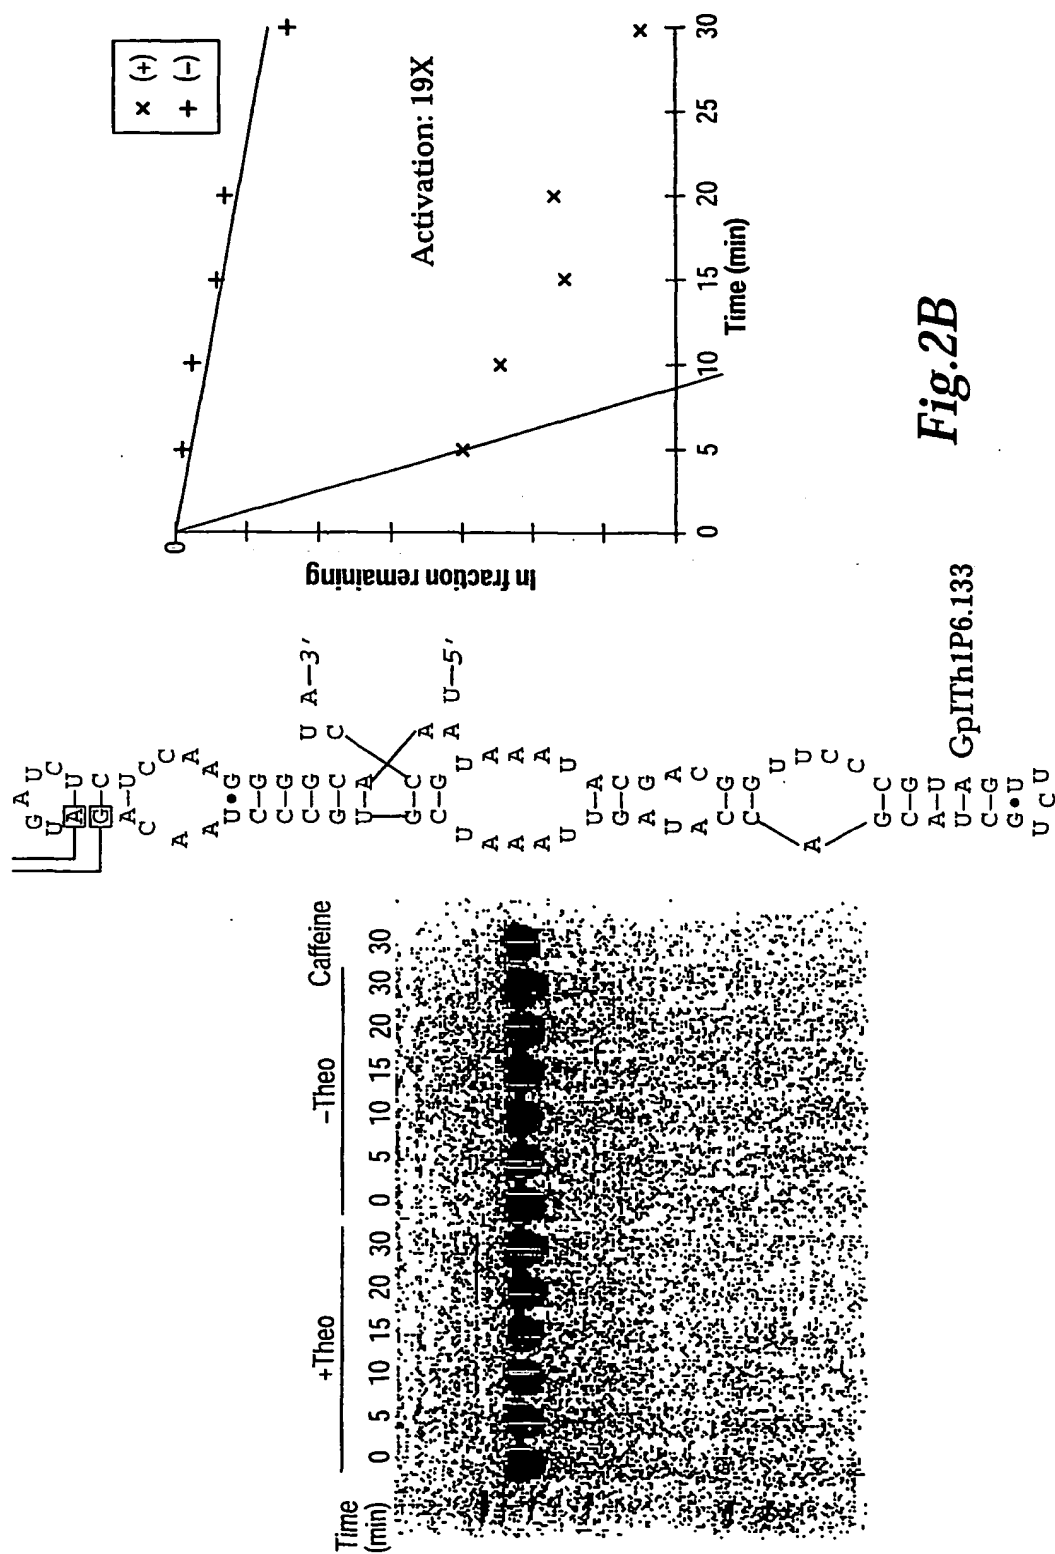 Time
(min)
+Theo
–Theo
Caffeine
0 5 10 15 20 30 0 5 10 15 20 30 30
G A U
U C
A–U
G–C
A–U
C C
C
A A
A A
U•G
C–G
C–G
C–G U A–3'
G–C C
U–A
G–C A
C–G A U–5'
U U
A A
A A
A A
U U
U–A
G–C
A G
U A
A C
C–G
C–G
U
U
A C
C
G–C
C–G
A–U
U–A
C–G
G•U
U U
C
GpITh1P6.133
ln fraction remaining
0
× (+)
+ (–)
Activation: 19X
0 5 10 15 20 25 30
Time (min)
Fig.2B